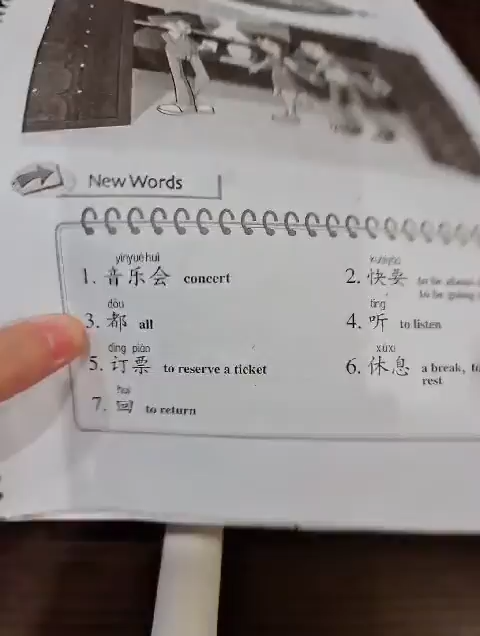 New Words
yīnyuèhuì
1. 音乐会 concert
2. 快要
dōu
3. 都 all
tīng
4. 听 to listen
dìng piào
5. 订票 to reserve a ticket
xiūxi
6. 休息 a break, to
rest
huí
7. 回 to return